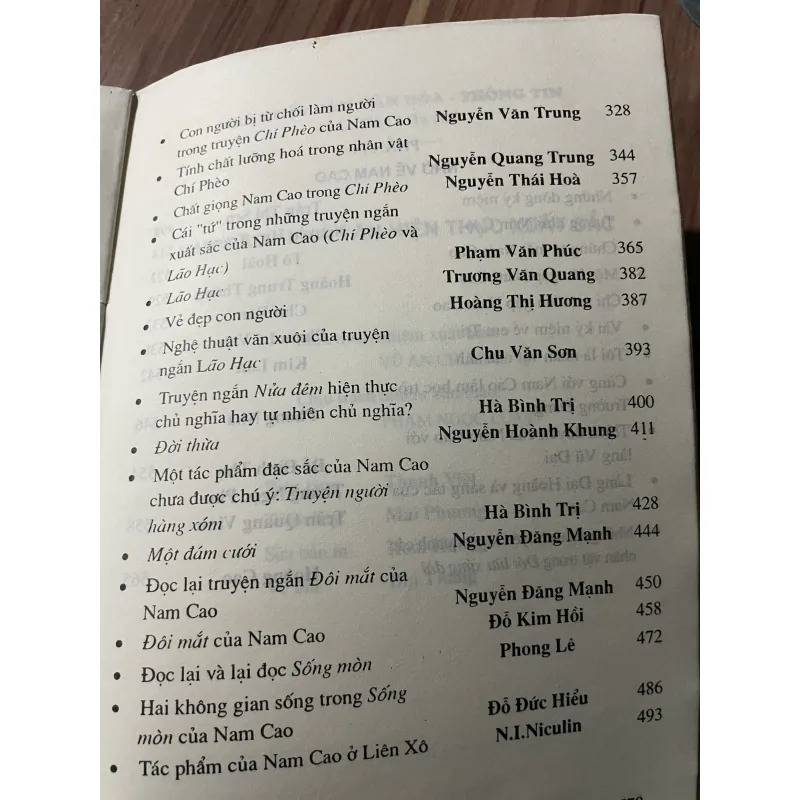 • Con người bị từ chối làm người
trong truyện Chí Phèo của Nam Cao Nguyễn Văn Trung 328
• Tính chất lưỡng hoá trong nhân vật
Chí Phèo Nguyễn Quang Trung 344
• Chất giọng Nam Cao trong Chí Phèo Nguyễn Thái Hoà 357
• Cái "tứ" trong những truyện ngắn
xuất sắc của Nam Cao (Chí Phèo và
Lão Hạc) Phạm Văn Phúc 365
• Lão Hạc Trương Văn Quang 382
• Vẻ đẹp con người Hoàng Thị Hương 387
• Nghệ thuật văn xuôi của truyện
ngắn Lão Hạc Chu Văn Sơn 393
• Truyện ngắn Nửa đêm hiện thực
chủ nghĩa hay tự nhiên chủ nghĩa? Hà Bình Trị 400
• Đời thừa Nguyễn Hoành Khung 411
• Một tác phẩm đặc sắc của Nam Cao
chưa được chú ý: Truyện người
hàng xóm Hà Bình Trị 428
• Một đám cưới Nguyễn Đăng Mạnh 444
• Đọc lại truyện ngắn Đôi mắt của
Nam Cao Nguyễn Đăng Mạnh 450
• Đôi mắt của Nam Cao Đỗ Kim Hồi 458
• Đọc lại và lại đọc Sống mòn Phong Lê 472
• Hai không gian sống trong Sống
mòn của Nam Cao Đỗ Đức Hiểu 486
• Tác phẩm của Nam Cao ở Liên Xô N.I.Niculin 493